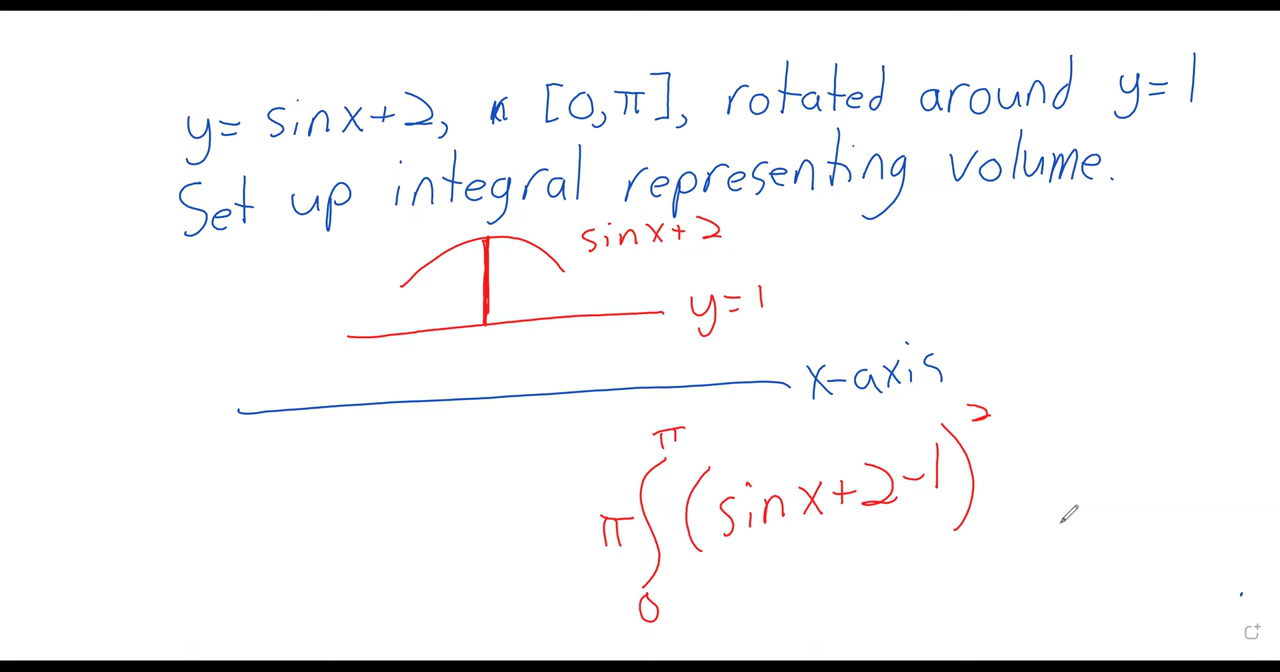 y= sinx+2, [0,π], rotated around y=1
Set up integral representing volume.
sinx+2
y=1
x-axis
π∫₀^π (sinx+2-1)²